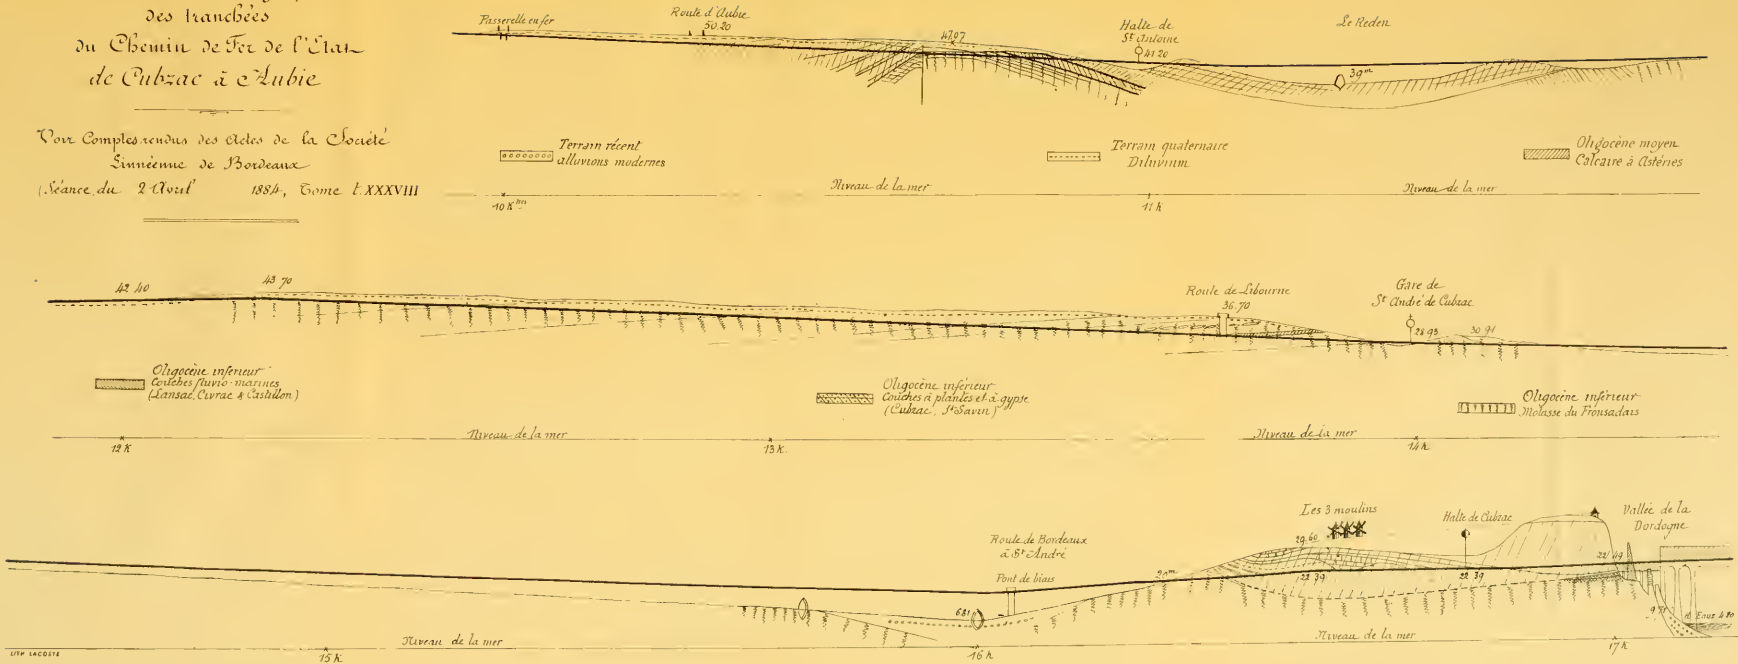 des tranchées
du Chemin de Fer de l'État
de Cubzac à Aubie
Voir Comptes rendus des Actes de la Société
Linnéenne de Bordeaux
(Séance du 2 Avril 1884, Tome t. XXXVIII
Passerelle en fer
Route d'Aubie
50.20
47.07
Halte de
St Antoine
41.20
Le Reden
39m
Terrain récent
alluvions modernes
Terrain quaternaire
Diluvium
Oligocène moyen
Calcaire à Astéries
Niveau de la mer
Niveau de la mer
10 K
11 K
42.40
43.70
Route de Libourne
36.70
Gare de
St André de Cubzac
28.93
30.91
Oligocène inférieur
Couches fluvio-marines
(Lansac, Civrac & Castillon)
Oligocène inférieur
Couches à plantes et à gypse
(Cubzac, St Savin)
Oligocène inférieur
Molasse du Fronsadais
Niveau de la mer
Niveau de la mer
12 K
13 K.
14 K
Les 3 moulins
29.60
Halte de Cubzac
Vallée de la
Dordogne
Route de Bordeaux
à St André
Pont de biais
22.39
22.39
22.49
6.81
Niveau de la mer
Niveau de la mer
15 K
16 K
17 K
LITH LACOSTE